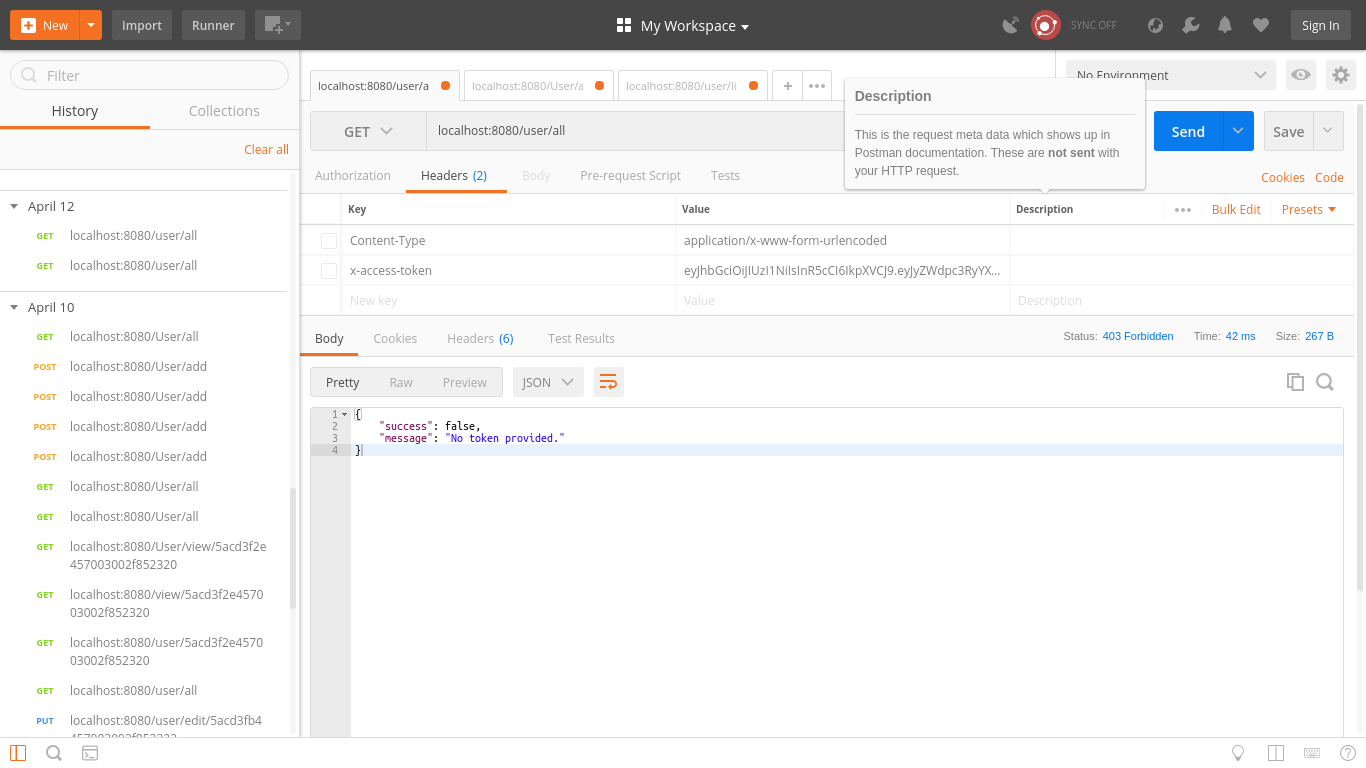 New
Import
Runner
My Workspace
SYNC OFF
Sign In
Filter
History
Collections
Clear all
April 12
GET localhost:8080/user/all
GET localhost:8080/user/all
April 10
GET localhost:8080/User/all
POST localhost:8080/User/add
POST localhost:8080/User/add
POST localhost:8080/User/add
POST localhost:8080/User/add
GET localhost:8080/User/all
GET localhost:8080/User/all
GET localhost:8080/User/view/5acd3f2e
457003002f852320
GET localhost:8080/view/5acd3f2e4570
03002f852320
GET localhost:8080/user/5acd3f2e4570
03002f852320
GET localhost:8080/user/all
PUT localhost:8080/user/edit/5acd3fb4
localhost:8080/user/a
localhost:8080/User/a
localhost:8080/user/li
No Environment
GET
localhost:8080/user/all
Send
Save
Description
This is the request meta data which shows up in
Postman documentation. These are not sent with
your HTTP request.
Authorization
Headers (2)
Body
Pre-request Script
Tests
Cookies
Code
Key Value Description
Bulk Edit
Presets
Content-Type application/x-www-form-urlencoded
x-access-token eyJhbGciOiJIUzI1NiIsInR5cCI6IkpXVCJ9.eyJyZWdpc3RyYX...
New key Value Description
Body
Cookies
Headers (6)
Test Results
Status: 403 Forbidden
Time: 42 ms
Size: 267 B
Pretty
Raw
Preview
JSON
1 {
2 "success": false,
3 "message": "No token provided."
4 }